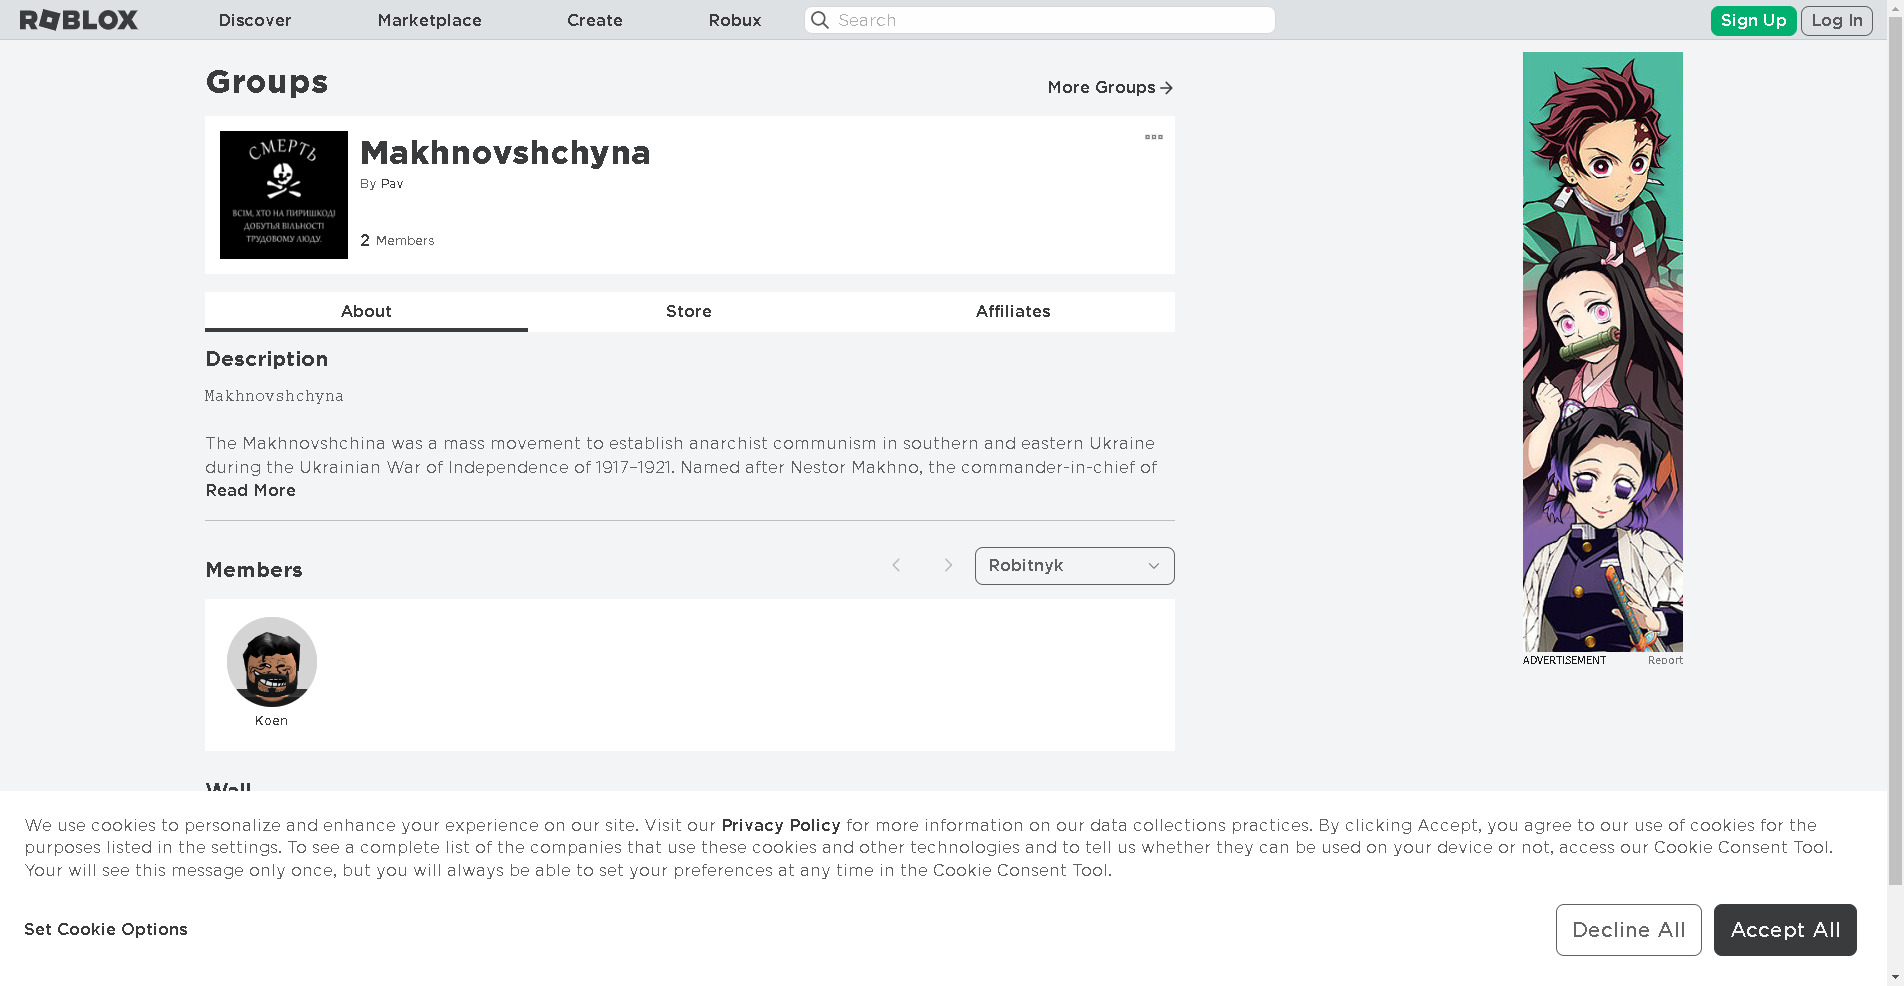 ROBLOX
Discover
Marketplace
Create
Robux
Search
Sign Up
Log In
Groups
More Groups
СМЕРТЬ
ВСІМ, ХТО НА ПИРИШКОДІ
ДОБУТЬЯ ВІЛЬНОСТІ
ТРУДОВОМУ ЛЮДУ.
Makhnovshchyna
By Pav
2 Members
About
Store
Affiliates
Description
Makhnovshchyna
The Makhnovshchina was a mass movement to establish anarchist communism in southern and eastern Ukraine
during the Ukrainian War of Independence of 1917–1921. Named after Nestor Makhno, the commander-in-chief of
Read More
Members
Robitnyk
Koen
Wall
ADVERTISEMENT
Report
We use cookies to personalize and enhance your experience on our site. Visit our Privacy Policy for more information on our data collections practices. By clicking Accept, you agree to our use of cookies for the
purposes listed in the settings. To see a complete list of the companies that use these cookies and other technologies and to tell us whether they can be used on your device or not, access our Cookie Consent Tool.
Your will see this message only once, but you will always be able to set your preferences at any time in the Cookie Consent Tool.
Set Cookie Options
Decline All
Accept All